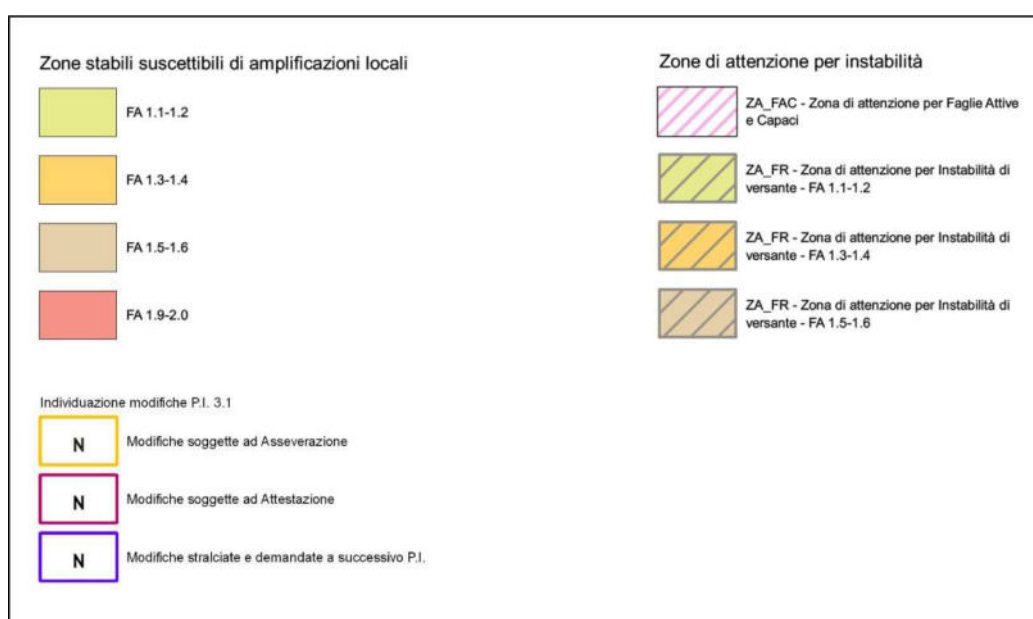 Zone stabili suscettibili di amplificazioni locali
FA 1.1-1.2
FA 1.3-1.4
FA 1.5-1.6
FA 1.9-2.0
Zone di attenzione per instabilità
ZA_FAC - Zona di attenzione per Faglie Attive
e Capaci
ZA_FR - Zona di attenzione per Instabilità di
versante - FA 1.1-1.2
ZA_FR - Zona di attenzione per Instabilità di
versante - FA 1.3-1.4
ZA_FR - Zona di attenzione per Instabilità di
versante - FA 1.5-1.6
Individuazione modifiche P.I. 3.1
N Modifiche soggette ad Asseverazione
N Modifiche soggette ad Attestazione
N Modifiche stralciate e demandate a successivo P.I.